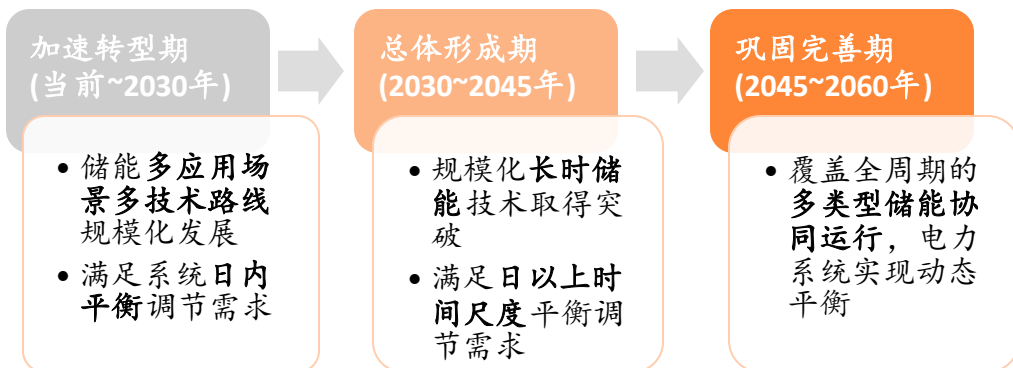 加速转型期
(当前~2030年)
• 储能多应用场
景多技术路线
规模化发展
• 满足系统日内
平衡调节需求
总体形成期
(2030~2045年)
• 规模化长时储
能技术取得突
破
• 满足日以上时
间尺度平衡调
节需求
巩固完善期
(2045~2060年)
• 覆盖全周期的
多类型储能协
同运行，电力
系统实现动态
平衡